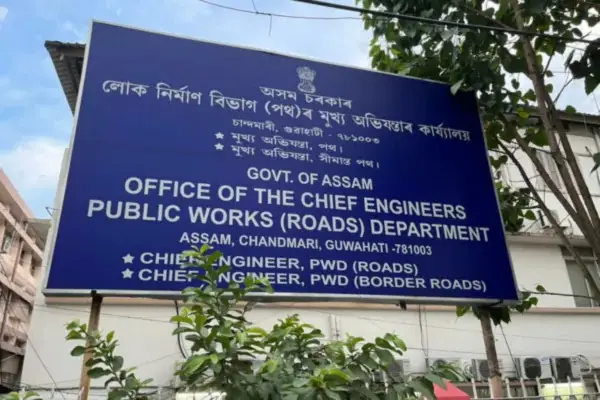 অসম চৰকাৰ
লোক নিৰ্মাণ বিভাগ (পথ)ৰ মুখ্য অভিযন্তাৰ কাৰ্য্যালয়
চান্দমাৰী, গুৱাহাটী - ৭৮১০০৩
★ মুখ্য অভিযন্তা, পথ।
★ মুখ্য অভিযন্তা, সীমান্ত পথ।
GOVT. OF ASSAM
OFFICE OF THE CHIEF ENGINEERS
PUBLIC WORKS (ROADS) DEPARTMENT
ASSAM, CHANDMARI, GUWAHATI -781003
★ CHIEF ENGINEER, PWD (ROADS)
★ CHIEF ENGINEER, PWD (BORDER ROADS)